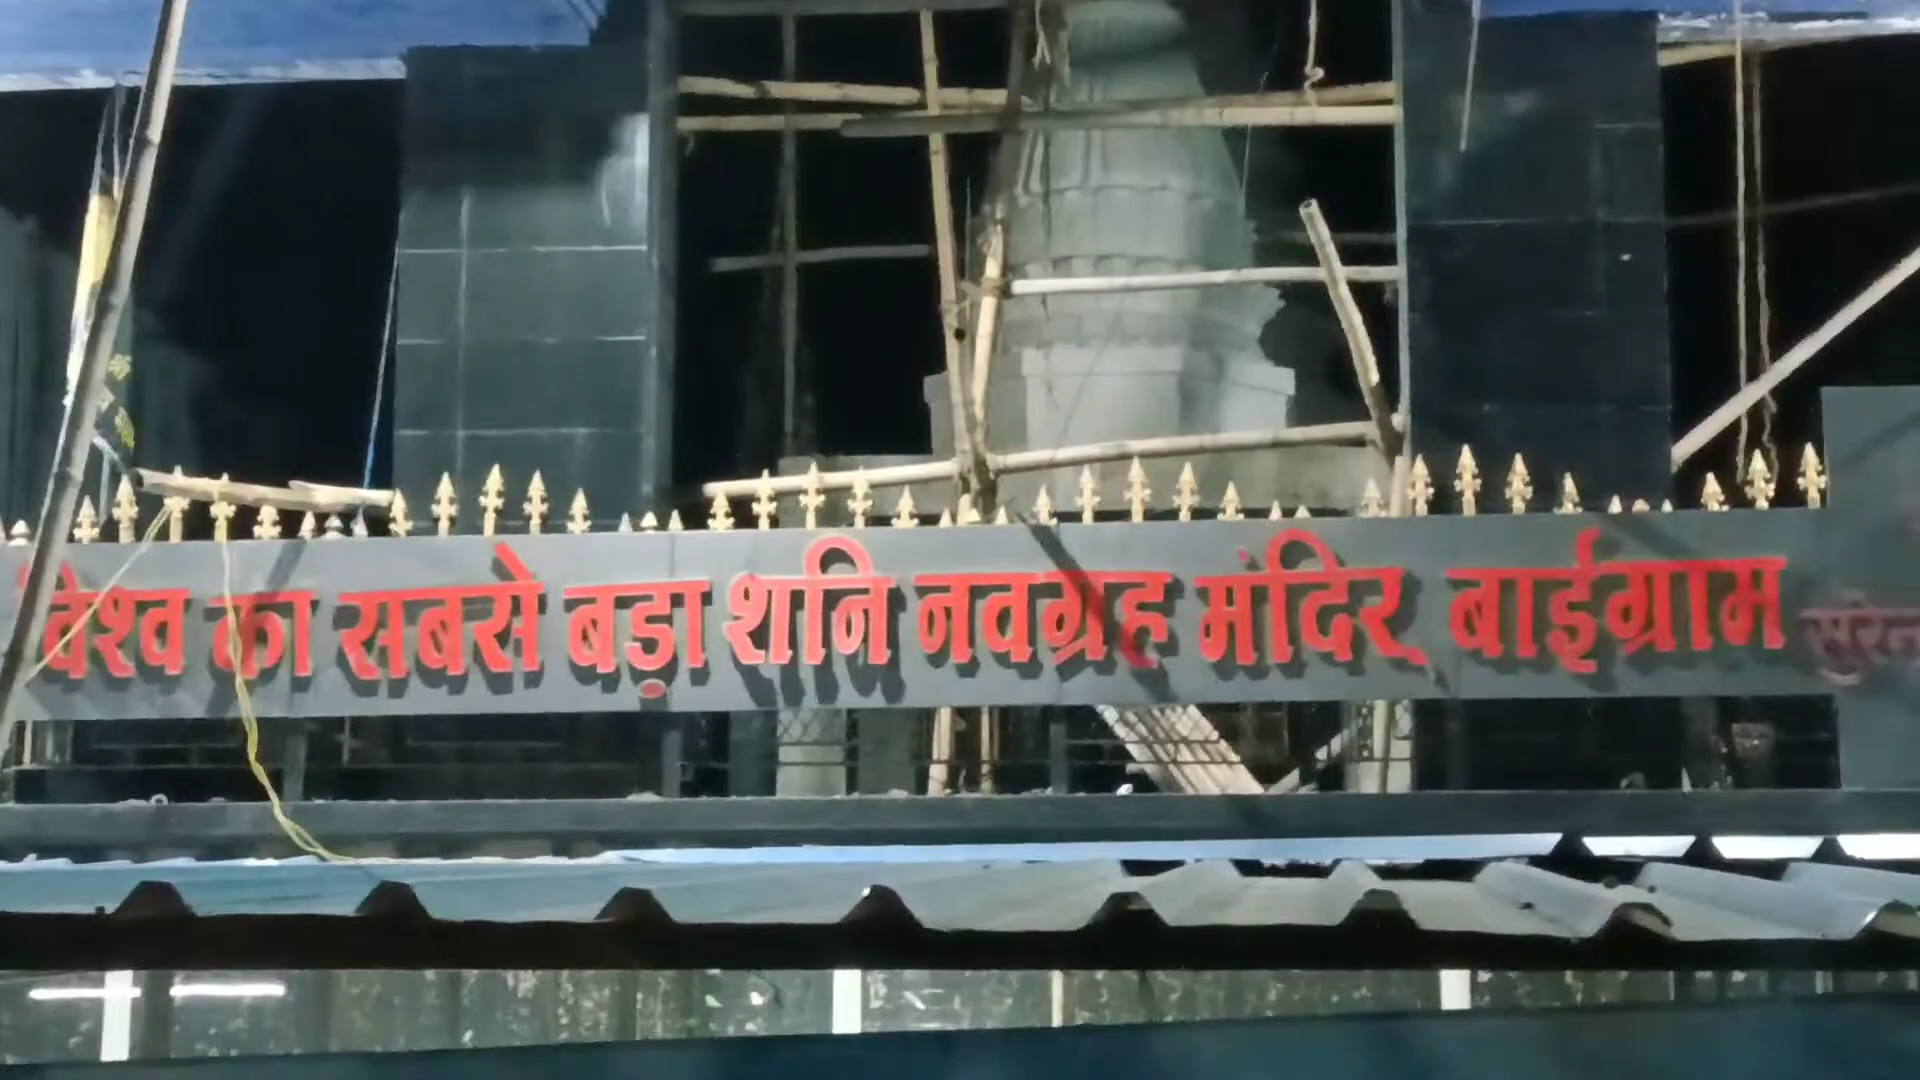 विश्व का सबसे बड़ा शनि नवग्रह मंदिर बाईग्राम